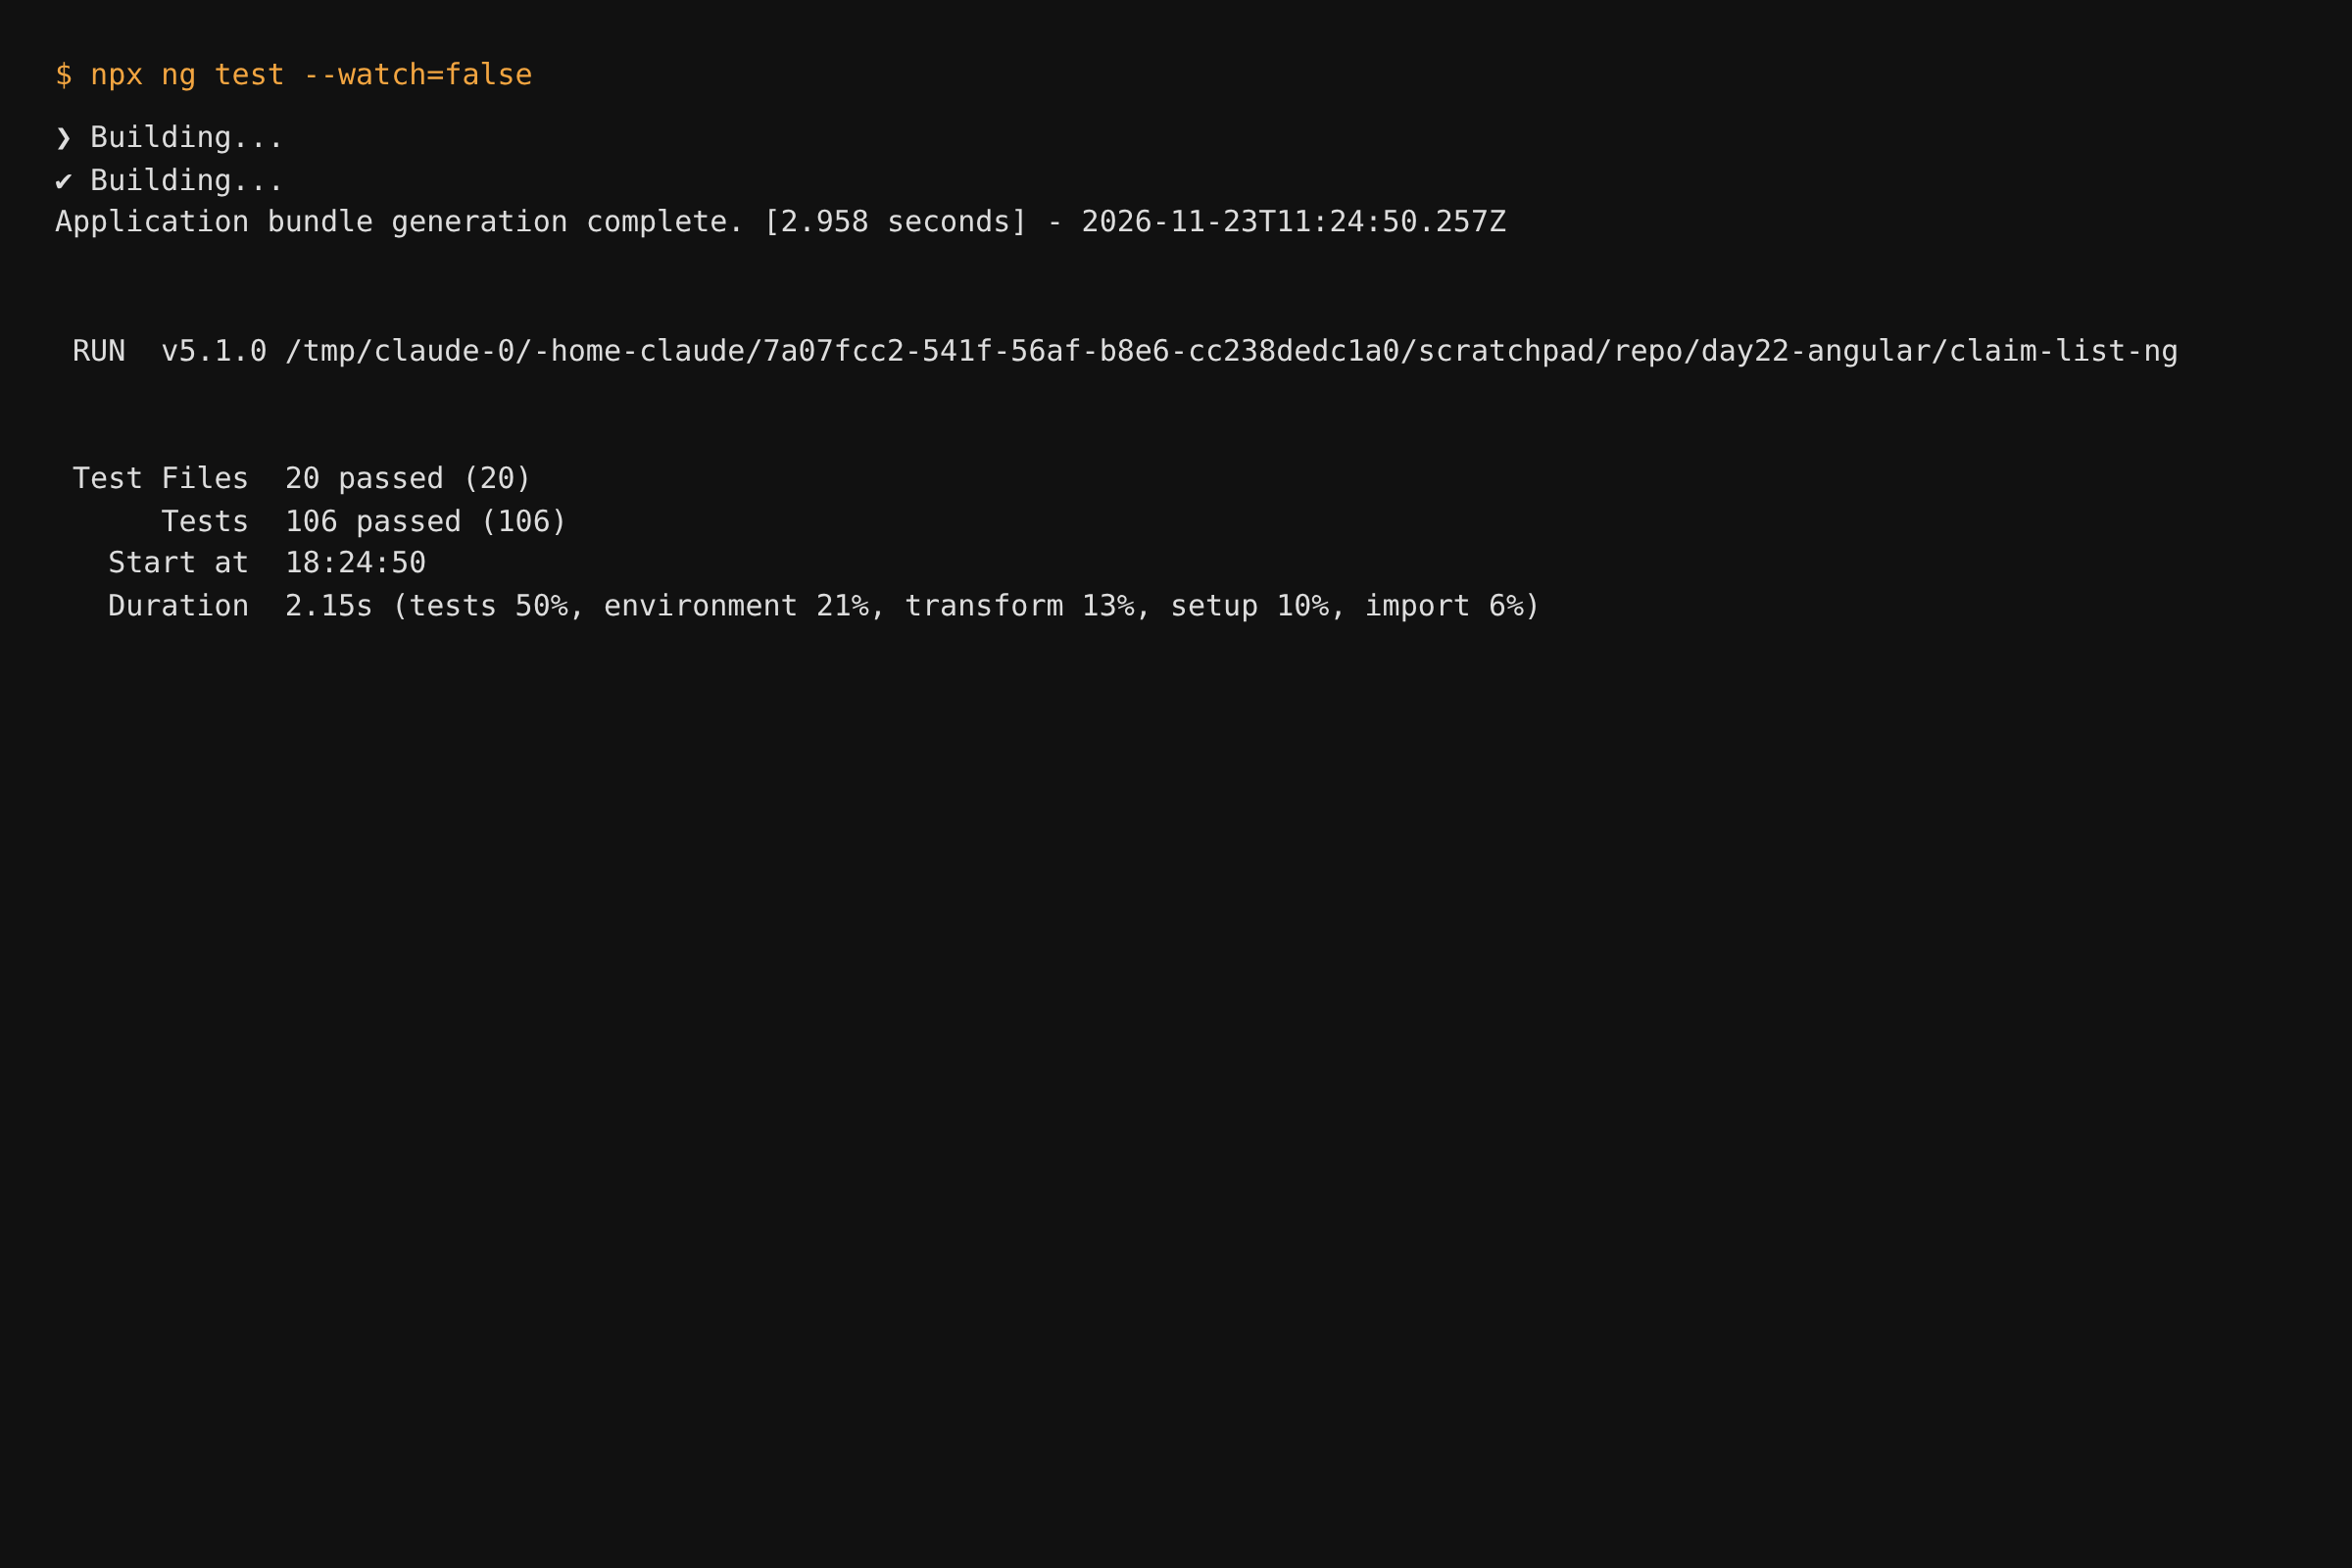 $ npx ng test --watch=false
❯ Building...
✔ Building...
Application bundle generation complete. [2.958 seconds] - 2026-11-23T11:24:50.257Z
RUN  v5.1.0 /tmp/claude-0/-home-claude/7a07fcc2-541f-56af-b8e6-cc238dedc1a0/scratchpad/repo/day22-angular/claim-list-ng
Test Files  20 passed (20)
Tests  106 passed (106)
Start at  18:24:50
Duration  2.15s (tests 50%, environment 21%, transform 13%, setup 10%, import 6%)